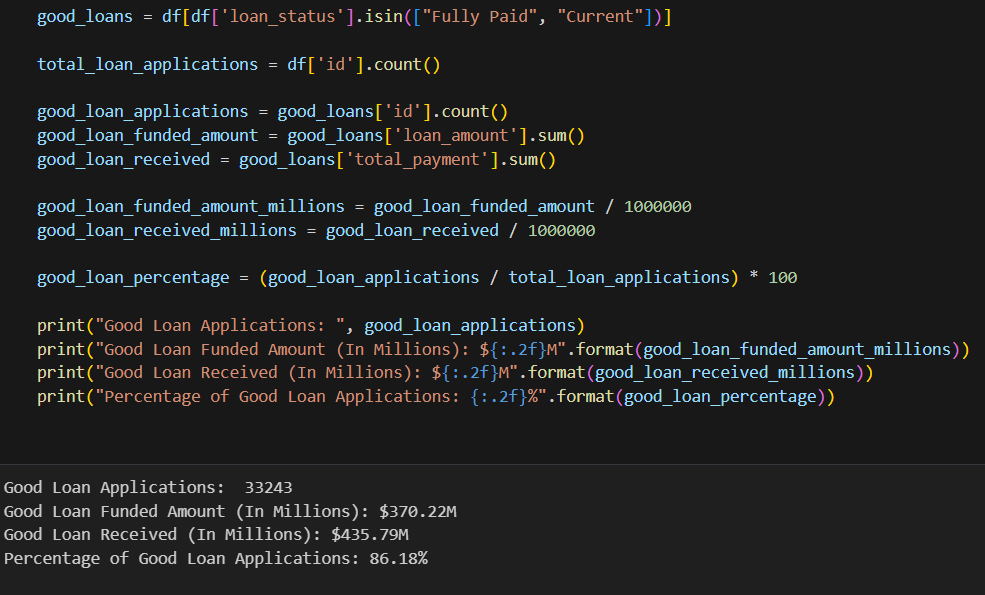 good_loans = df[df['loan_status'].isin(["Fully Paid", "Current"])]
total_loan_applications = df['id'].count()
good_loan_applications = good_loans['id'].count()
good_loan_funded_amount = good_loans['loan_amount'].sum()
good_loan_received = good_loans['total_payment'].sum()
good_loan_funded_amount_millions = good_loan_funded_amount / 1000000
good_loan_received_millions = good_loan_received / 1000000
good_loan_percentage = (good_loan_applications / total_loan_applications) * 100
print("Good Loan Applications: ", good_loan_applications)
print("Good Loan Funded Amount (In Millions): ${:.2f}M".format(good_loan_funded_amount_millions))
print("Good Loan Received (In Millions): ${:.2f}M".format(good_loan_received_millions))
print("Percentage of Good Loan Applications: {:.2f}%".format(good_loan_percentage))
Good Loan Applications:  33243
Good Loan Funded Amount (In Millions): $370.22M
Good Loan Received (In Millions): $435.79M
Percentage of Good Loan Applications: 86.18%